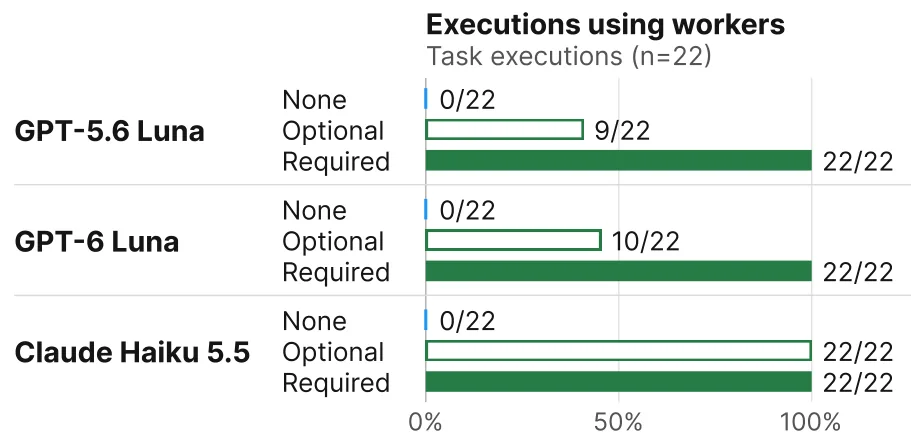 Executions using workers
Task executions (n=22)
GPT-5.6 Luna
None 0/22
Optional 9/22
Required 22/22
GPT-6 Luna
None 0/22
Optional 10/22
Required 22/22
Claude Haiku 5.5
None 0/22
Optional 22/22
Required 22/22
0% 50% 100%